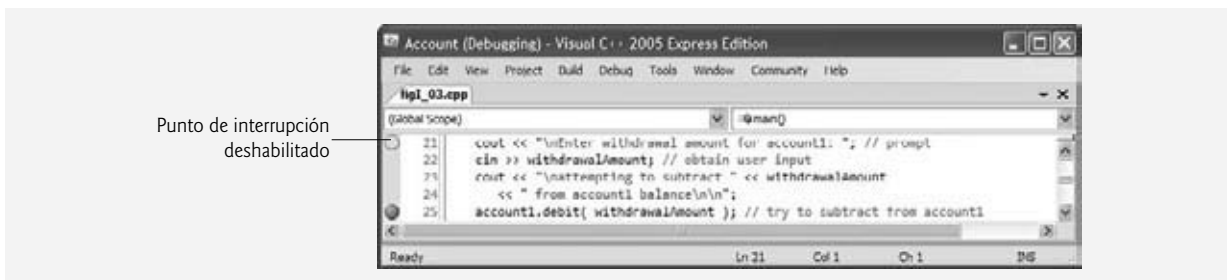 Account (Debugging) - Visual C++ 2005 Express Edition
File Edit View Project Build Debug Tools Window Community Help
figI_03.cpp
(Global Scope) main()
Punto de interrupción
deshabilitado
21 cout << "\nEnter withdrawal amount for account1: "; // prompt
22 cin >> withdrawalAmount; // obtain user input
23 cout << "\nattempting to subtract " << withdrawalAmount
24 << " from account1 balance\n\n";
25 account1.debit( withdrawalAmount ); // try to subtract from account1
Ready Ln 21 Col 1 Ch 1 INS